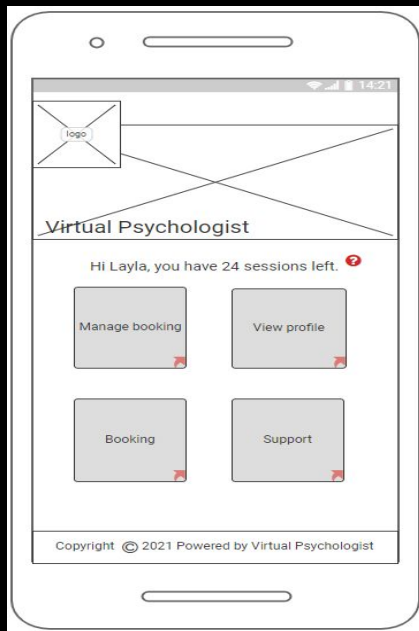 14:21
logo
Virtual Psychologist
Hi Layla, you have 24 sessions left. ?
Manage booking
View profile
Booking
Support
Copyright © 2021 Powered by Virtual Psychologist